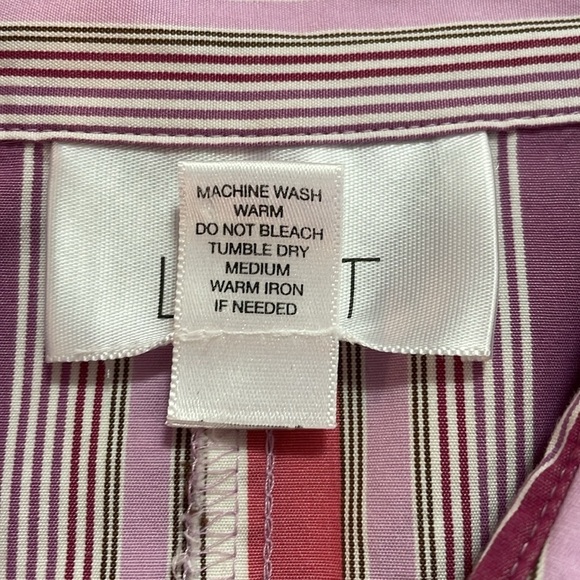 MACHINE WASH
WARM
DO NOT BLEACH
TUMBLE DRY
MEDIUM
WARM IRON
IF NEEDED